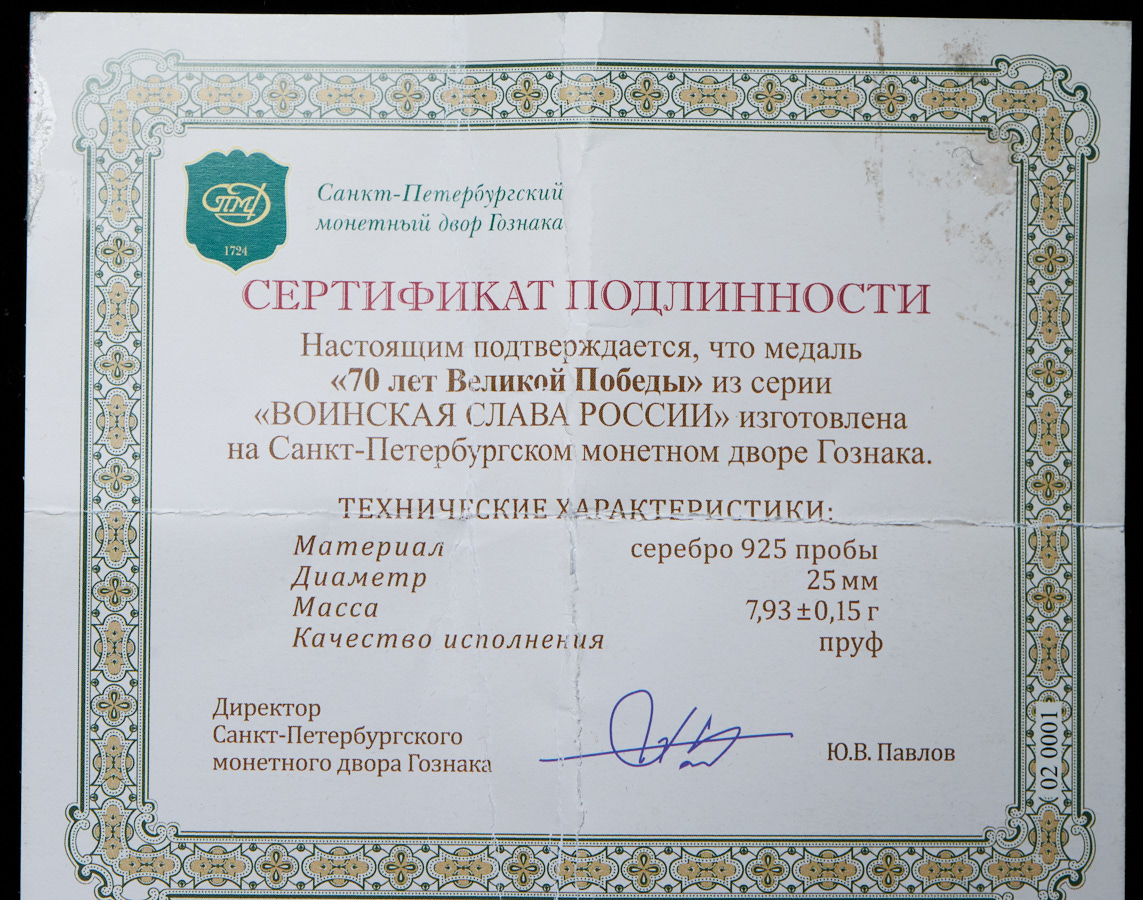 СПМД
1724
Санкт-Петербургский
монетный двор Гознака
СЕРТИФИКАТ ПОДЛИННОСТИ
Настоящим подтверждается, что медаль
«70 лет Великой Победы» из серии
«ВОИНСКАЯ СЛАВА РОССИИ» изготовлена
на Санкт-Петербургском монетном дворе Гознака.
ТЕХНИЧЕСКИЕ ХАРАКТЕРИСТИКИ:
Материал серебро 925 пробы
Диаметр 25 мм
Масса 7,93 ± 0,15 г
Качество исполнения пруф
Директор
Санкт-Петербургского
монетного двора Гознака
Ю.В. Павлов
02 0001